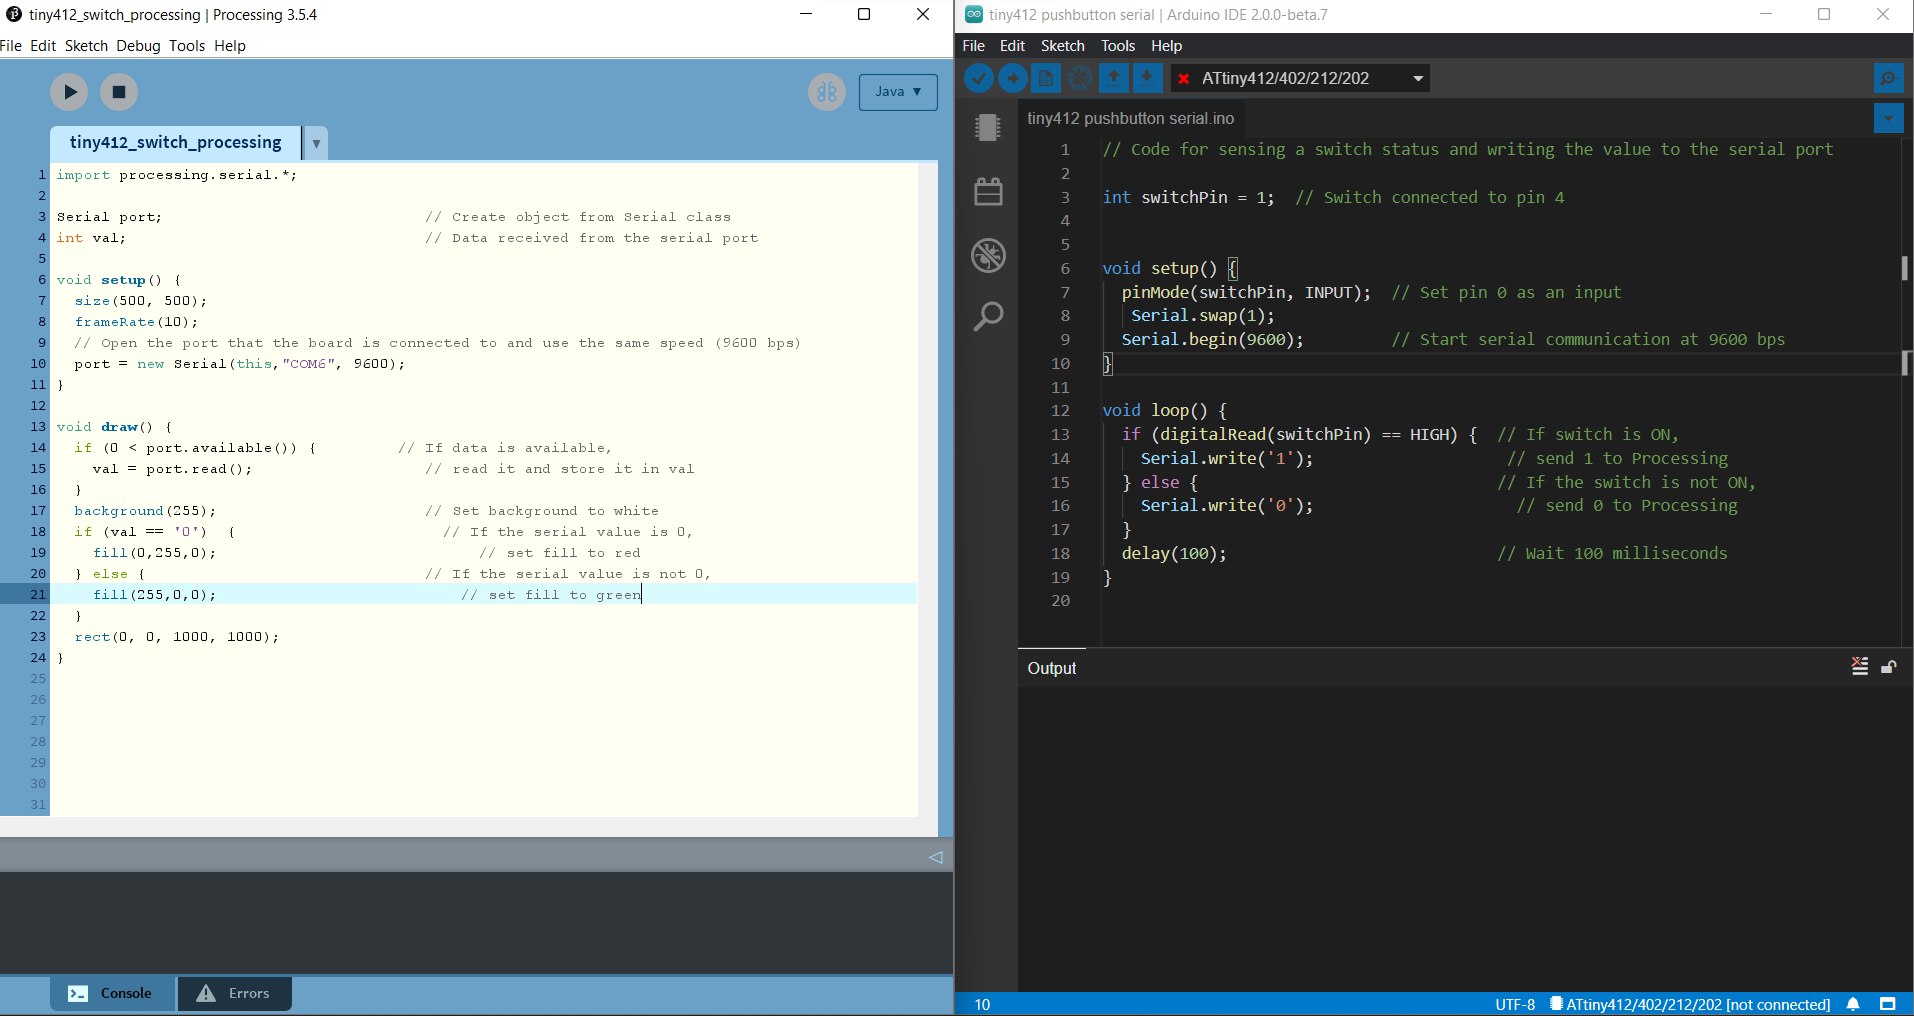 tiny412_switch_processing | Processing 3.5.4
File Edit Sketch Debug Tools Help
Java ▼
tiny412_switch_processing ▼
1 import processing.serial.*;
2
3 Serial port; // Create object from Serial class
4 int val; // Data received from the serial port
5
6 void setup() {
7 size(500, 500);
8 frameRate(10);
9 // Open the port that the board is connected to and use the same speed (9600 bps)
10 port = new Serial(this,"COM6", 9600);
11 }
12
13 void draw() {
14 if (0 < port.available()) { // If data is available,
15 val = port.read(); // read it and store it in val
16 }
17 background(255); // Set background to white
18 if (val == '0') { // If the serial value is 0,
19 fill(0,255,0); // set fill to red
20 } else { // If the serial value is not 0,
21 fill(255,0,0); // set fill to green
22 }
23 rect(0, 0, 1000, 1000);
24 }
25
26
27
28
29
30
31
Console
Errors
tiny412 pushbutton serial | Arduino IDE 2.0.0-beta.7
File Edit Sketch Tools Help
ATtiny412/402/212/202
tiny412 pushbutton serial.ino
1 // Code for sensing a switch status and writing the value to the serial port
2
3 int switchPin = 1; // Switch connected to pin 4
4
5
6 void setup() {
7 pinMode(switchPin, INPUT); // Set pin 0 as an input
8 Serial.swap(1);
9 Serial.begin(9600); // Start serial communication at 9600 bps
10 }
11
12 void loop() {
13 if (digitalRead(switchPin) == HIGH) { // If switch is ON,
14 Serial.write('1'); // send 1 to Processing
15 } else { // If the switch is not ON,
16 Serial.write('0'); // send 0 to Processing
17 }
18 delay(100); // Wait 100 milliseconds
19 }
20
Output
10
UTF-8 ATtiny412/402/212/202 [not connected]